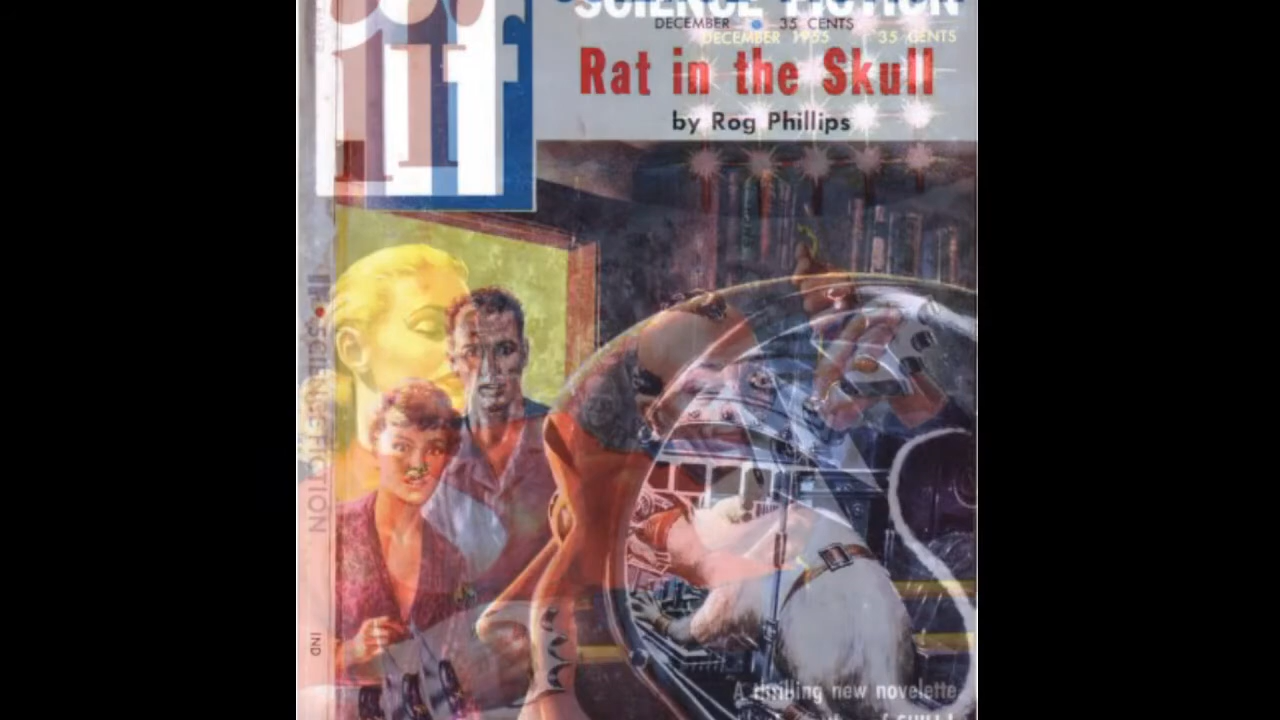 if
SCIENCE FICTION
DECEMBER • 35 CENTS
DECEMBER 1955 35 CENTS
Rat in the Skull
by Rog Phillips
IF • SCIENCE FICTION
IND
A thrilling new novelette